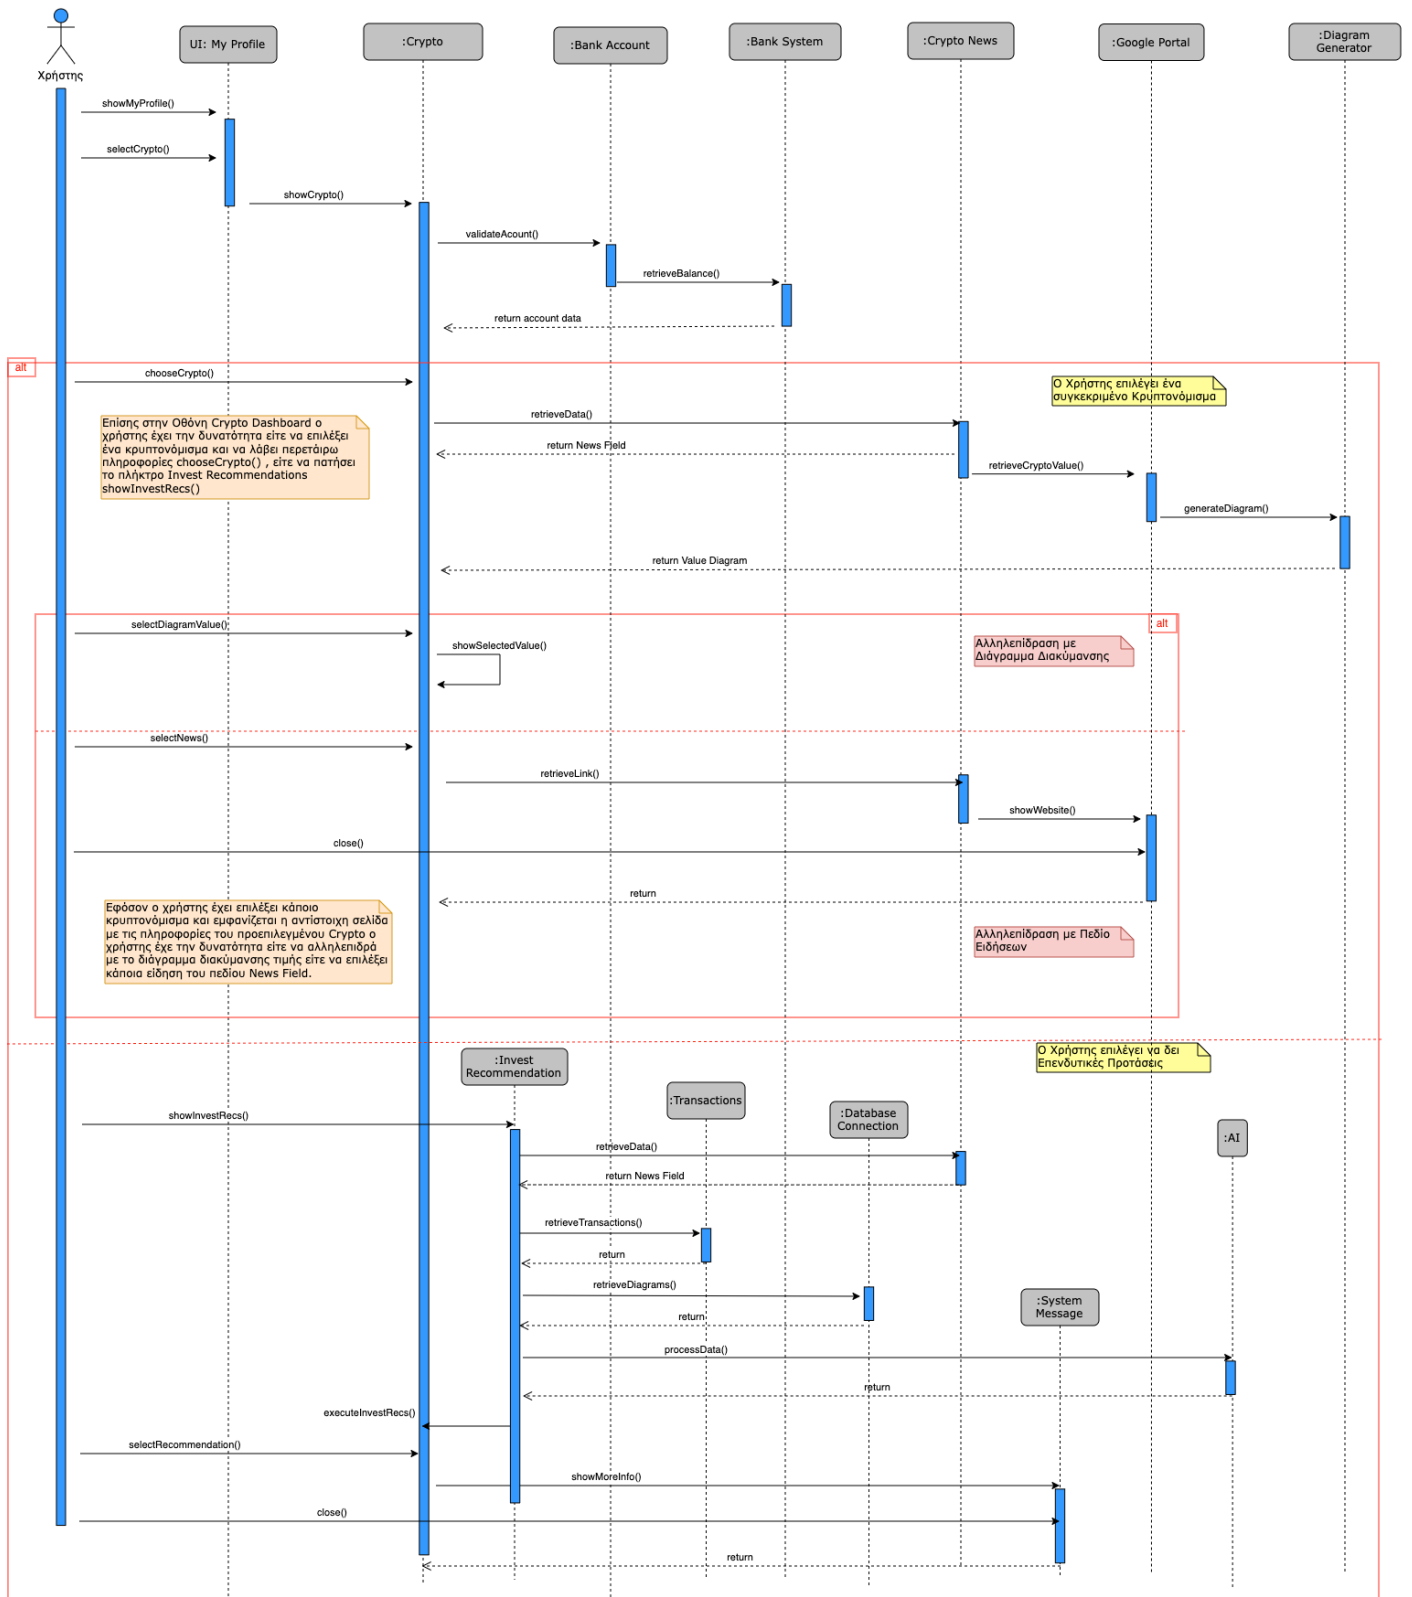 Χρήστης
UI: My Profile
:Crypto
:Bank Account
:Bank System
:Crypto News
:Google Portal
:Diagram
Generator
showMyProfile()
selectCrypto()
showCrypto()
validateAcount()
retrieveBalance()
return account data
alt
chooseCrypto()
Ο Χρήστης επιλέγει ένα
συγκεκριμένο Κρυπτονόμισμα
Επίσης στην Οθόνη Crypto Dashboard ο
χρήστης έχει την δυνατότητα είτε να επιλέξει
ένα κρυπτονόμισμα και να λάβει περετάιρω
πληροφορίες chooseCrypto() , είτε να πατήσει
το πλήκτρο Invest Recommendations
showInvestRecs()
retrieveData()
return News Field
retrieveCryptoValue()
generateDiagram()
return Value Diagram
alt
selectDiagramValue()
showSelectedValue()
Αλληλεπίδραση με
Διάγραμμα Διακύμανσης
selectNews()
retrieveLink()
showWebsite()
close()
return
Εφόσον ο χρήστης έχει επιλέξει κάποιο
κρυπτονόμισμα και εμφανίζεται η αντίστοιχη σελίδα
με τις πληροφορίες του προεπιλεγμένου Crypto ο
χρήστης έχε την δυνατότητα είτε να αλληλεπιδρά
με το διάγραμμα διακύμανσης τιμής είτε να επιλέξει
κάποια είδηση του πεδίου News Field.
Αλληλεπίδραση με Πεδίο
Ειδήσεων
Ο Χρήστης επιλέγει να δει
Επενδυτικές Προτάσεις
:Invest
Recommendation
:Transactions
:Database
Connection
:AI
showInvestRecs()
retrieveData()
return News Field
retrieveTransactions()
return
retrieveDiagrams()
return
:System
Message
processData()
return
executeInvestRecs()
selectRecommendation()
showMoreInfo()
close()
return